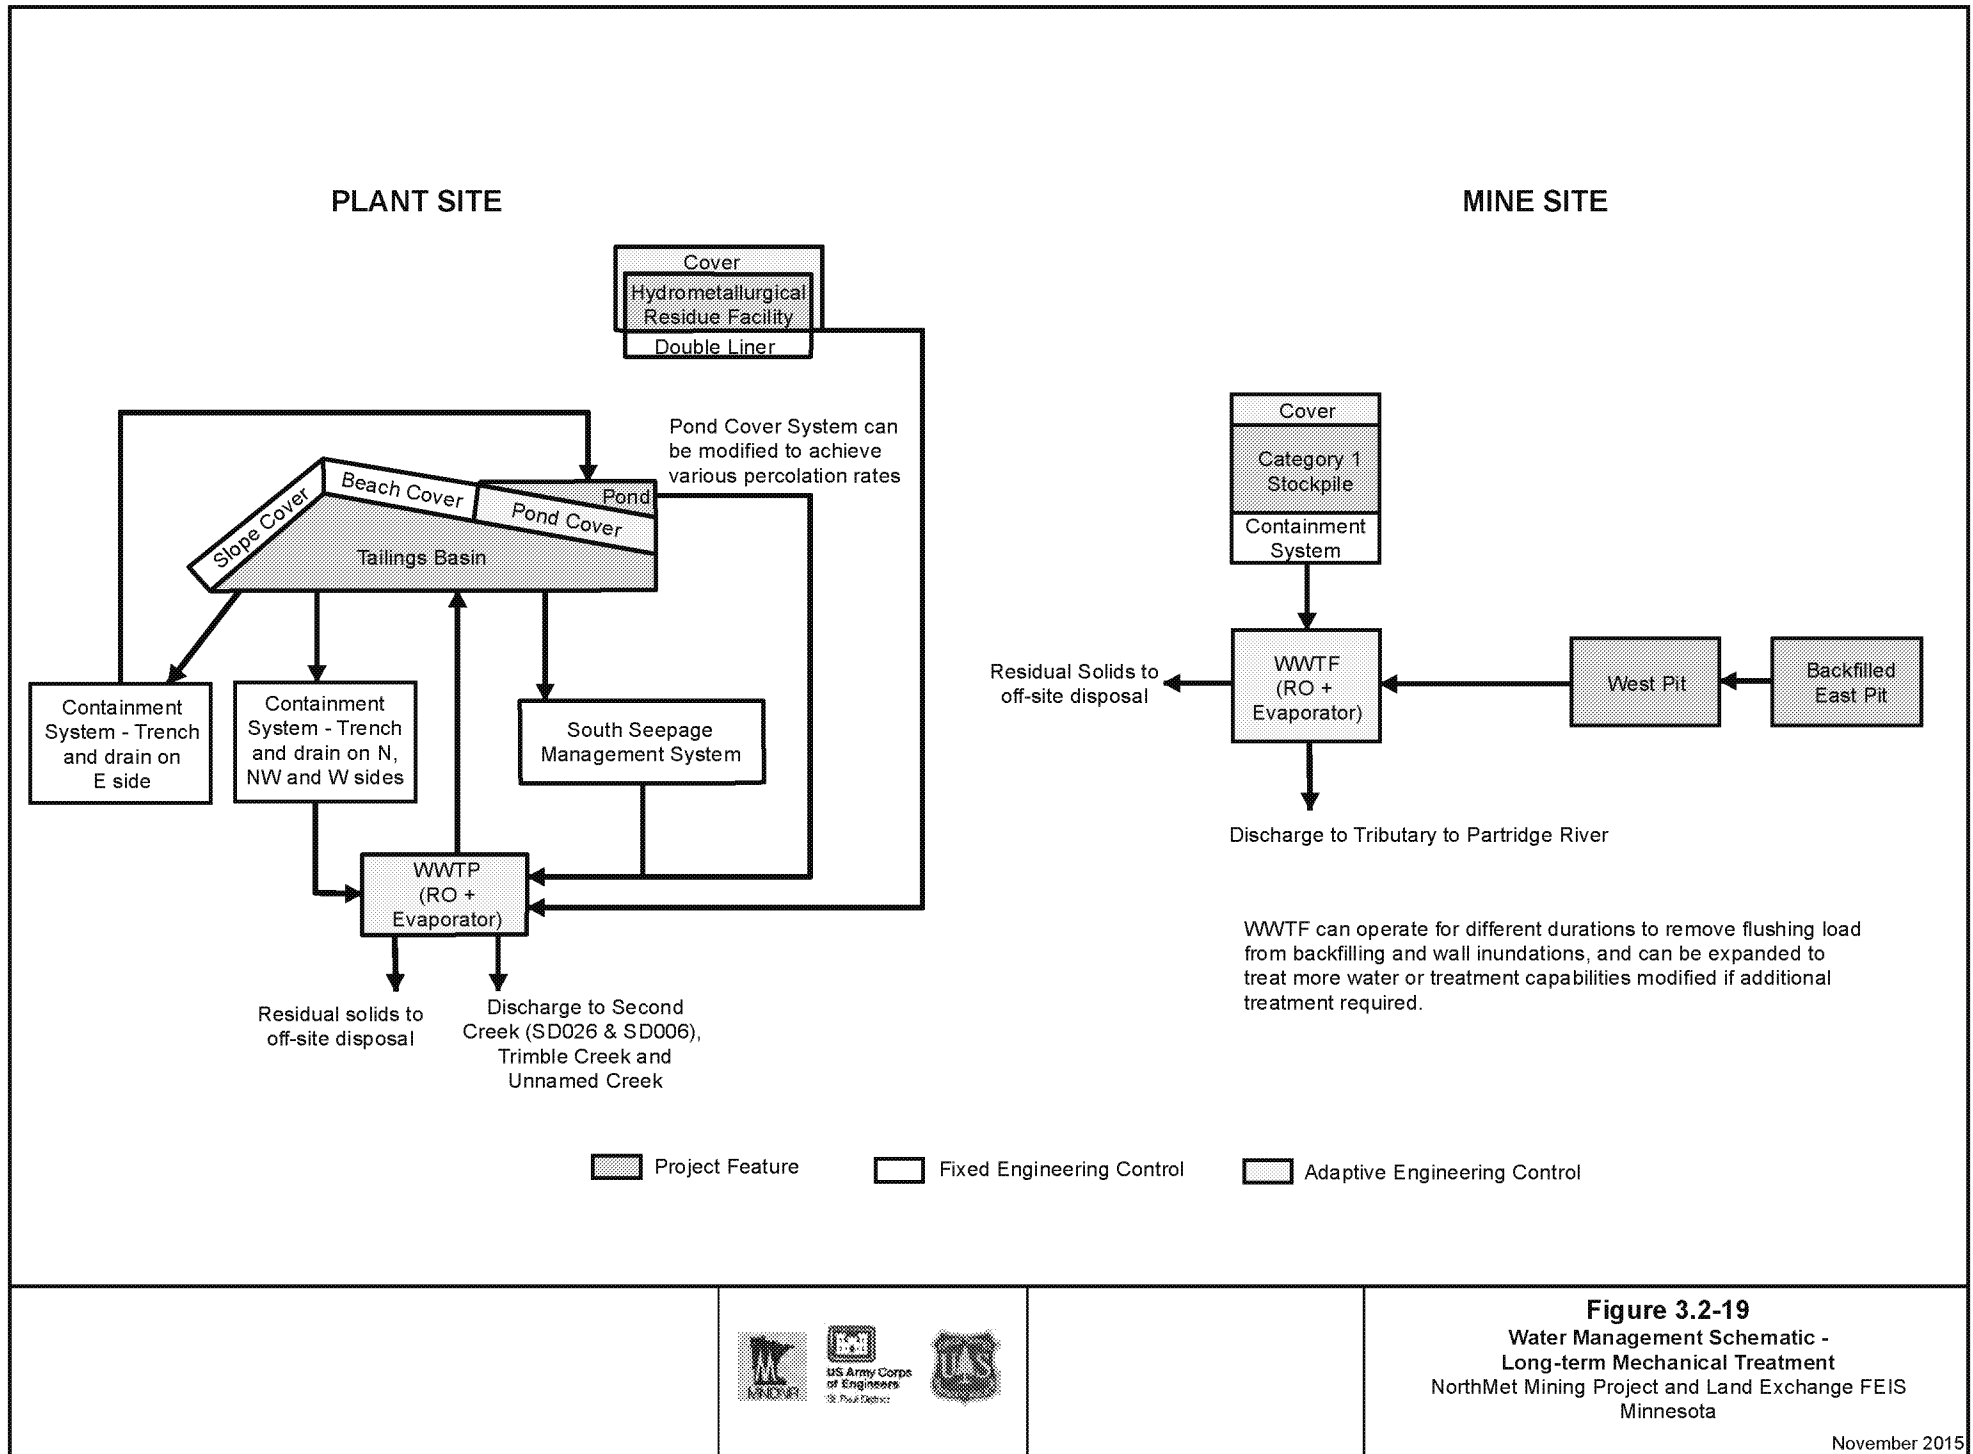 PLANT SITE
MINE SITE
Cover
Hydrometallurgical
Residue Facility
Double Liner
Pond Cover System can
be modified to achieve
various percolation rates
Slope Cover
Beach Cover
Pond
Pond Cover
Tailings Basin
Containment
System - Trench
and drain on
E side
Containment
System - Trench
and drain on N,
NW and W sides
South Seepage
Management System
WWTP
(RO +
Evaporator)
Residual solids to
off-site disposal
Discharge to Second
Creek (SD026 & SD006),
Trimble Creek and
Unnamed Creek
Cover
Category 1
Stockpile
Containment
System
Residual Solids to
off-site disposal
WWTF
(RO +
Evaporator)
West Pit
Backfilled
East Pit
Discharge to Tributary to Partridge River
WWTF can operate for different durations to remove flushing load
from backfilling and wall inundations, and can be expanded to
treat more water or treatment capabilities modified if additional
treatment required.
Project Feature
Fixed Engineering Control
Adaptive Engineering Control
MNDNR
US Army Corps
of Engineers
St. Paul District
UAS
Figure 3.2-19
Water Management Schematic -
Long-term Mechanical Treatment
NorthMet Mining Project and Land Exchange FEIS
Minnesota
November 2015